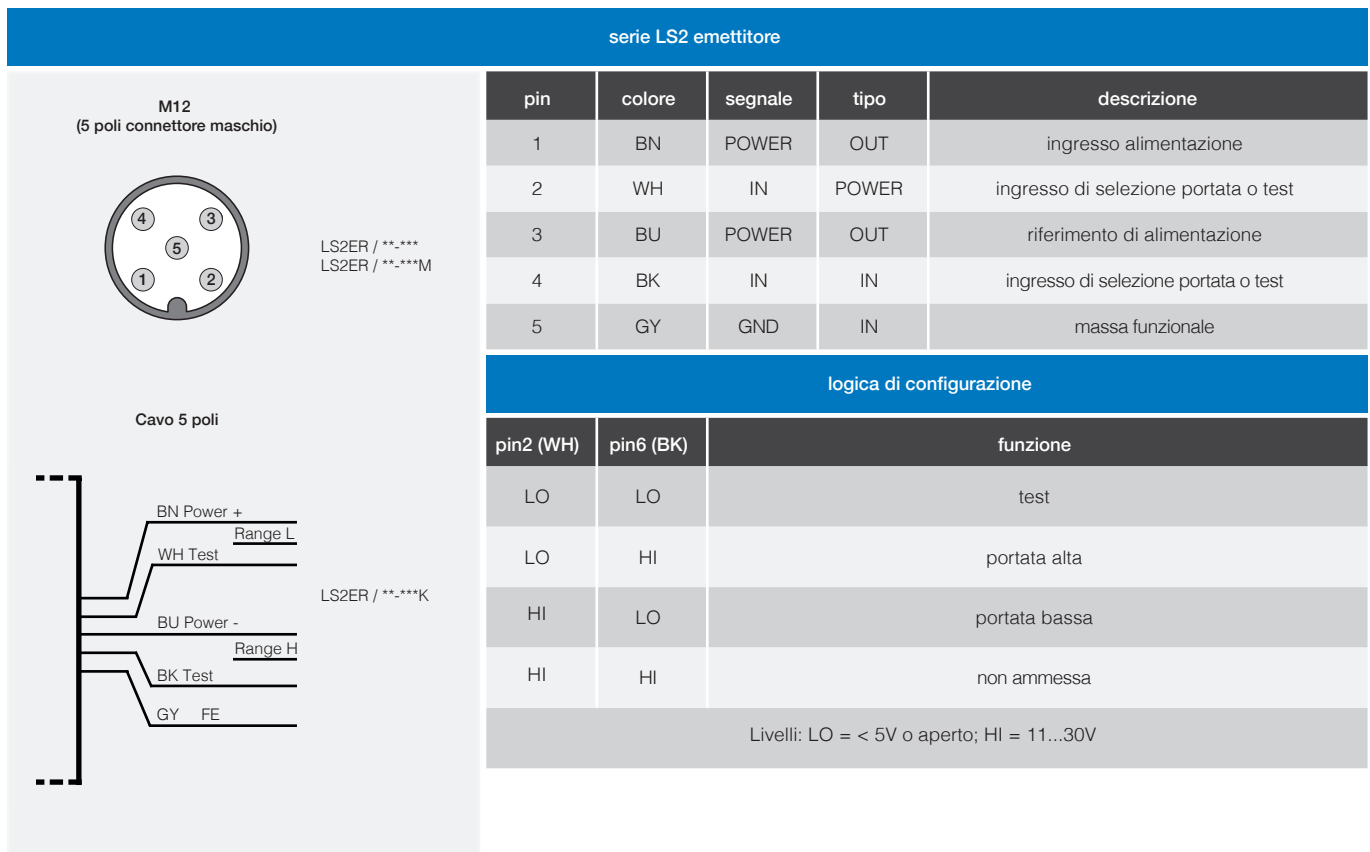 serie LS2 emettitore
M12
(5 poli connettore maschio)
4 3
5
1 2
LS2ER / **-***
LS2ER / **-***M
pin colore segnale tipo descrizione
1 BN POWER OUT ingresso alimentazione
2 WH IN POWER ingresso di selezione portata o test
3 BU POWER OUT riferimento di alimentazione
4 BK IN IN ingresso di selezione portata o test
5 GY GND IN massa funzionale
logica di configurazione
pin2 (WH) pin6 (BK) funzione
LO LO test
LO HI portata alta
HI LO portata bassa
HI HI non ammessa
Livelli: LO = < 5V o aperto; HI = 11...30V
Cavo 5 poli
BN Power +
Range L
WH Test
BU Power -
Range H
BK Test
GY FE
LS2ER / **-***K